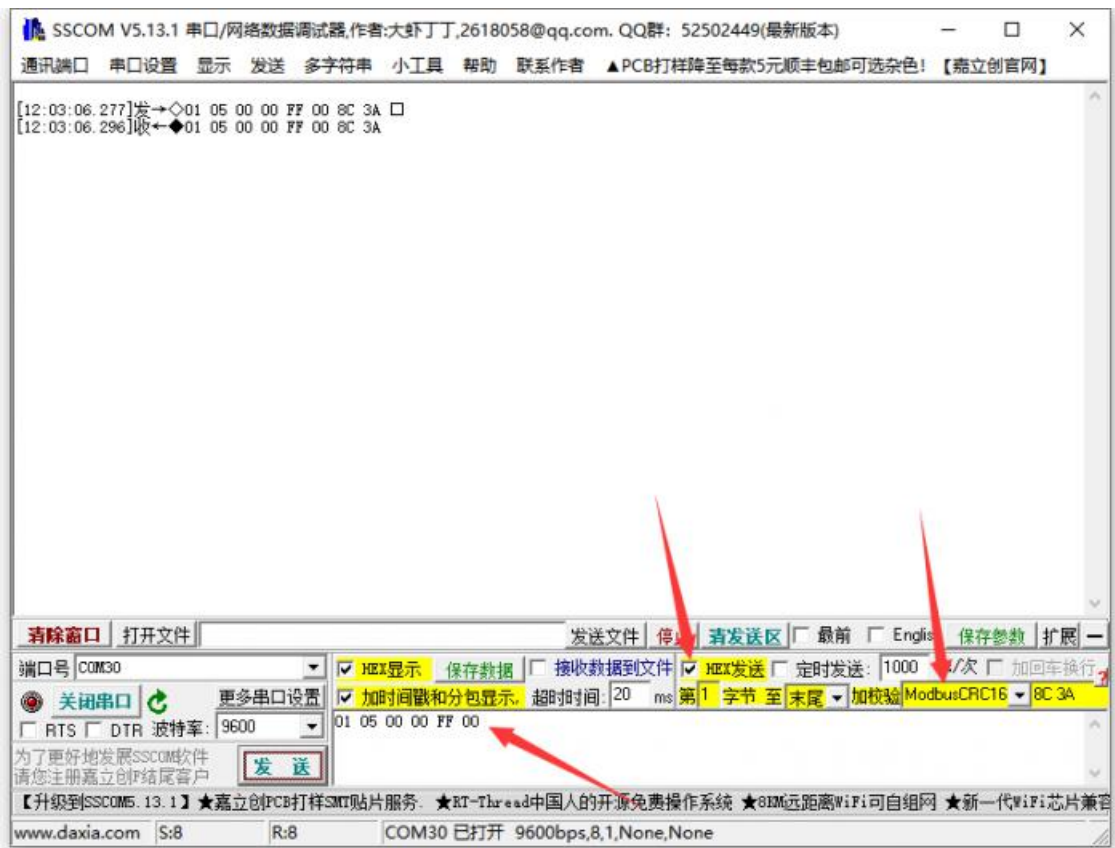 SSCOM V5.13.1 串口/网络数据调试器,作者:大虾丁丁,2618058@qq.com. QQ群: 52502449(最新版本)
通讯端口 串口设置 显示 发送 多字符串 小工具 帮助 联系作者 ▲PCB打样降至每款5元顺丰包邮可选杂色!【嘉立创官网】
[12:03:06.277]发→◇01 05 00 00 FF 00 8C 3A □
[12:03:06.296]收←◆01 05 00 00 FF 00 8C 3A
清除窗口 打开文件 发送文件 停 清发送区 最前 Englis 保存参数 扩展 —
端口号 COM30 HEX显示 保存数据 接收数据到文件 HEX发送 定时发送: 1000 /次 加回车换行
关闭串口 更多串口设置 加时间戳和分包显示, 超时时间: 20 ms 第 1 字节 至 末尾 加校验 ModbusCRC16 8C 3A
RTS DTR 波特率: 9600 01 05 00 00 FF 00
为了更好地发展SSCOM软件
请您注册嘉立创F结尾客户
发 送
【升级到SSCOM5.13.1】★嘉立创PCB打样SMT贴片服务. ★RT-Thread中国人的开源免费操作系统 ★8KM远距离WiFi可自组网 ★新一代WiFi芯片兼容
www.daxia.com S:8 R:8 COM30 已打开 9600bps,8,1,None,None